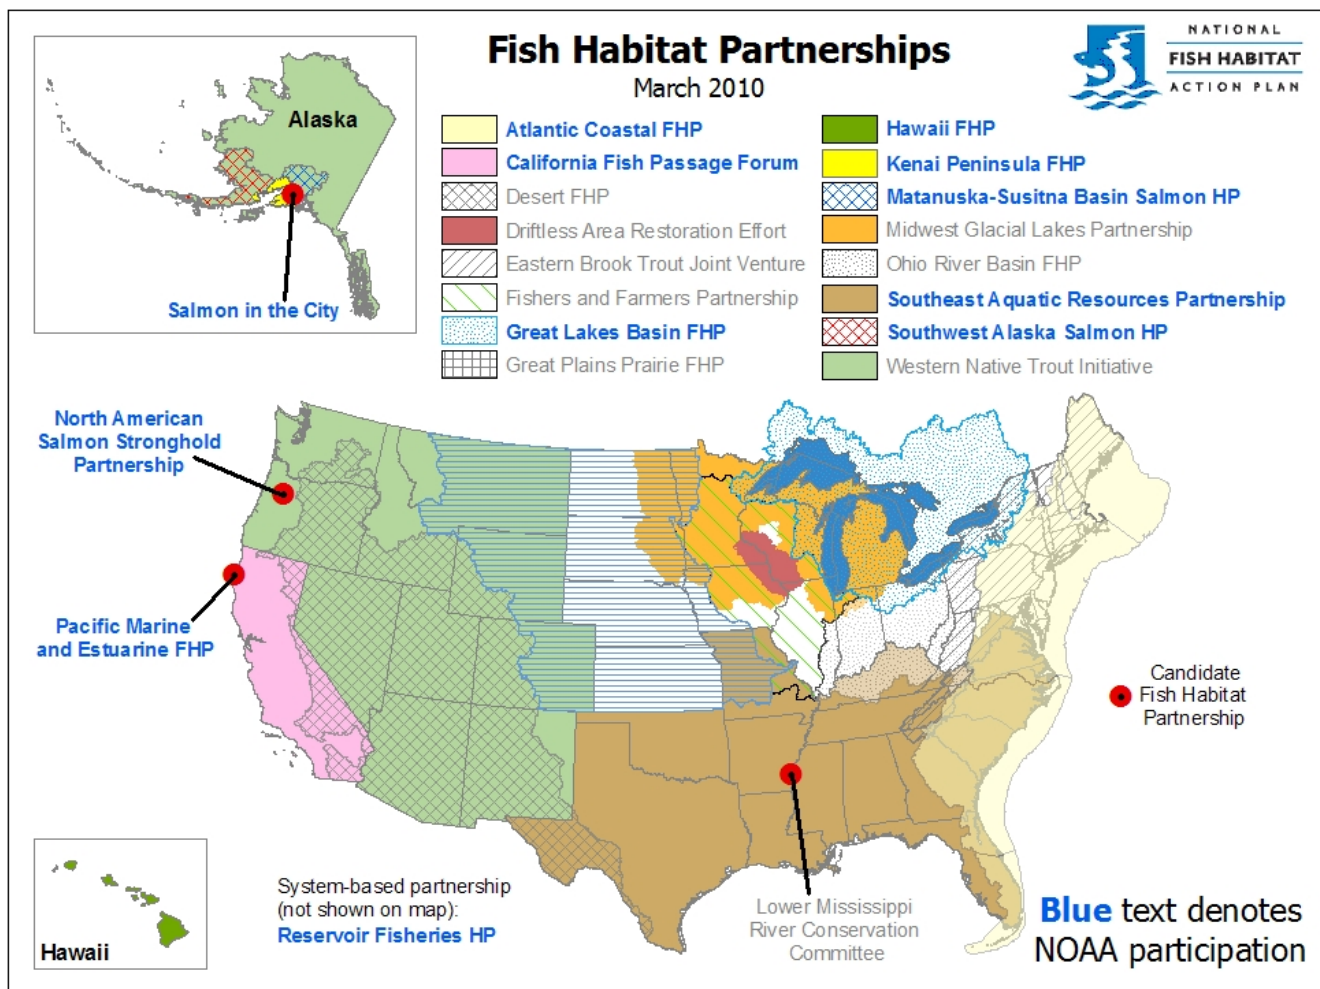 Fish Habitat Partnerships
March 2010
NATIONAL
FISH HABITAT
ACTION PLAN
Alaska
Salmon in the City
Atlantic Coastal FHP
California Fish Passage Forum
Desert FHP
Driftless Area Restoration Effort
Eastern Brook Trout Joint Venture
Fishers and Farmers Partnership
Great Lakes Basin FHP
Great Plains Prairie FHP
Hawaii FHP
Kenai Peninsula FHP
Matanuska-Susitna Basin Salmon HP
Midwest Glacial Lakes Partnership
Ohio River Basin FHP
Southeast Aquatic Resources Partnership
Southwest Alaska Salmon HP
Western Native Trout Initiative
North American
Salmon Stronghold
Partnership
Pacific Marine
and Estuarine FHP
Candidate
Fish Habitat
Partnership
Hawaii
System-based partnership
(not shown on map):
Reservoir Fisheries HP
Lower Mississippi
River Conservation
Committee
Blue text denotes
NOAA participation